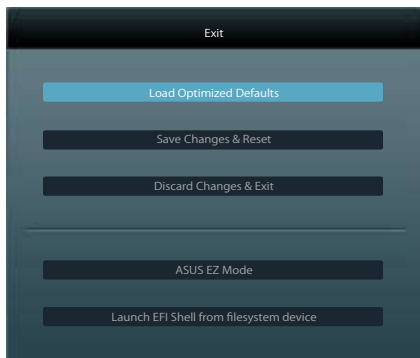 Exit
Load Optimized Defaults
Save Changes & Reset
Discard Changes & Exit
ASUS EZ Mode
Launch EFI Shell from filesystem device